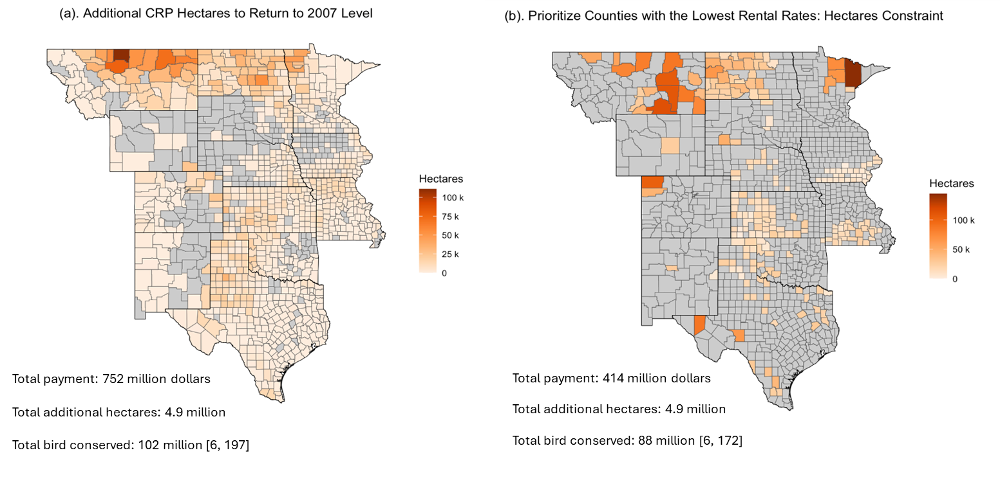 (a). Additional CRP Hectares to Return to 2007 Level
Hectares
100 k
75 k
50 k
25 k
0
Total payment: 752 million dollars
Total additional hectares: 4.9 million
Total bird conserved: 102 million [6, 197]
(b). Prioritize Counties with the Lowest Rental Rates: Hectares Constraint
Hectares
100 k
50 k
0
Total payment: 414 million dollars
Total additional hectares: 4.9 million
Total bird conserved: 88 million [6, 172]